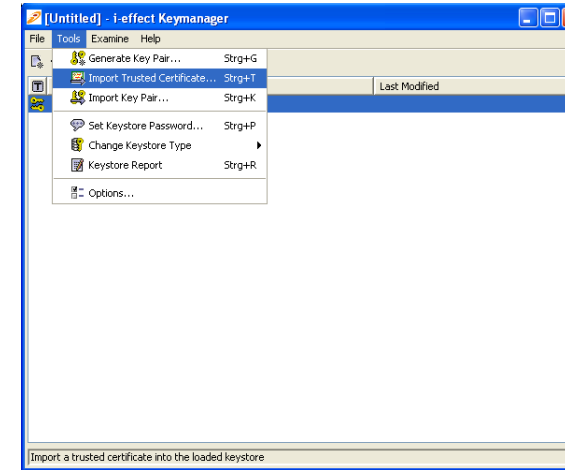 [Untitled] - i-effect Keymanager
File Tools Examine Help
Generate Key Pair... Strg+G
Import Trusted Certificate... Strg+T
Last Modified
Import Key Pair... Strg+K
Set Keystore Password... Strg+P
Change Keystore Type
Keystore Report Strg+R
Options...
Import a trusted certificate into the loaded keystore